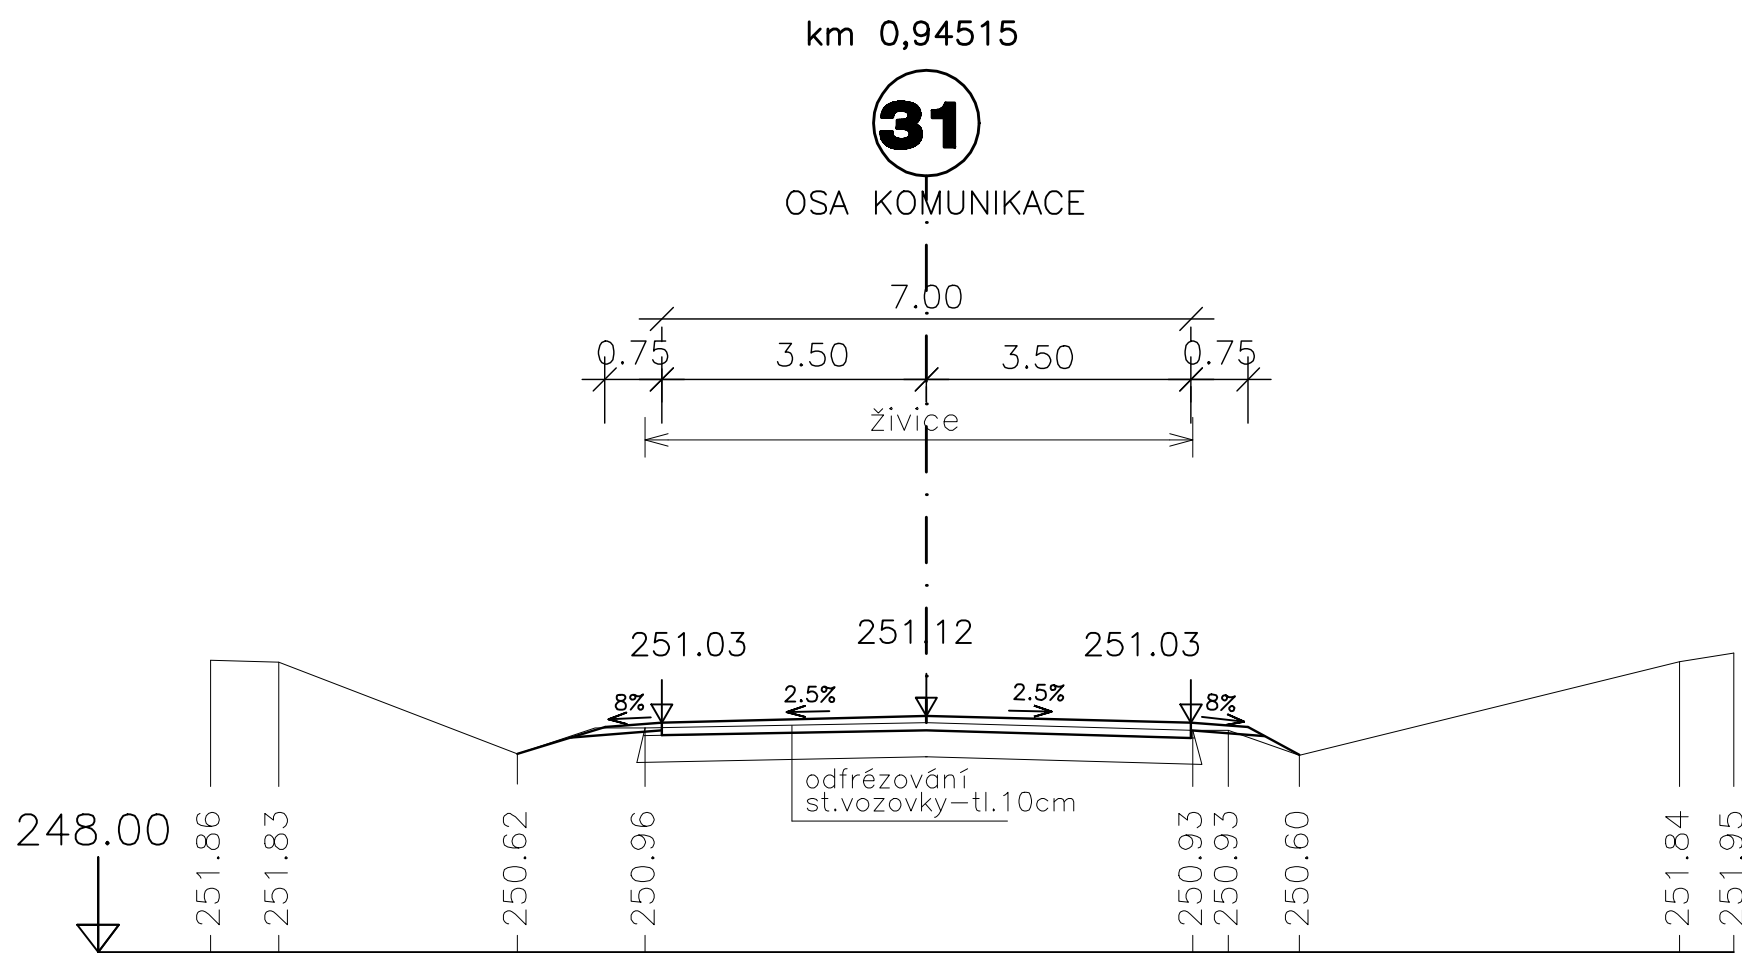 km 0,94515
31
OSA KOMUNIKACE
7.00
0.75 3.50 3.50 0.75
živice
251.03 251.12 251.03
8% 2.5% 2.5% 8%
odfrézování
st.vozovky-tl.10cm
248.00
251.86
251.83
250.62
250.96
250.93
250.93
250.60
251.84
251.95